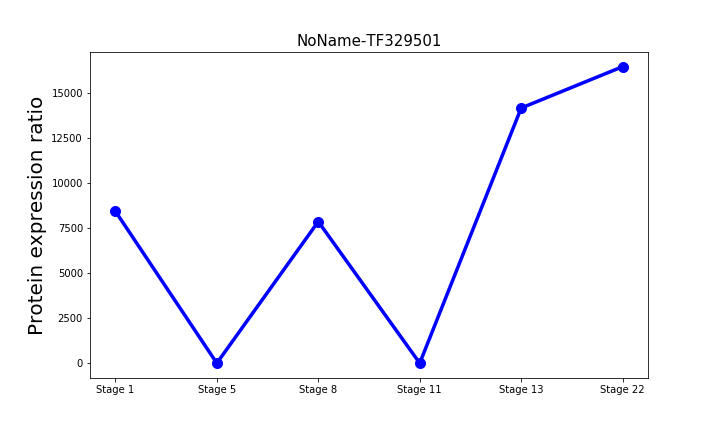 NoName-TF329501
Protein expression ratio
15000
12500
10000
7500
5000
2500
0
Stage 1
Stage 5
Stage 8
Stage 11
Stage 13
Stage 22